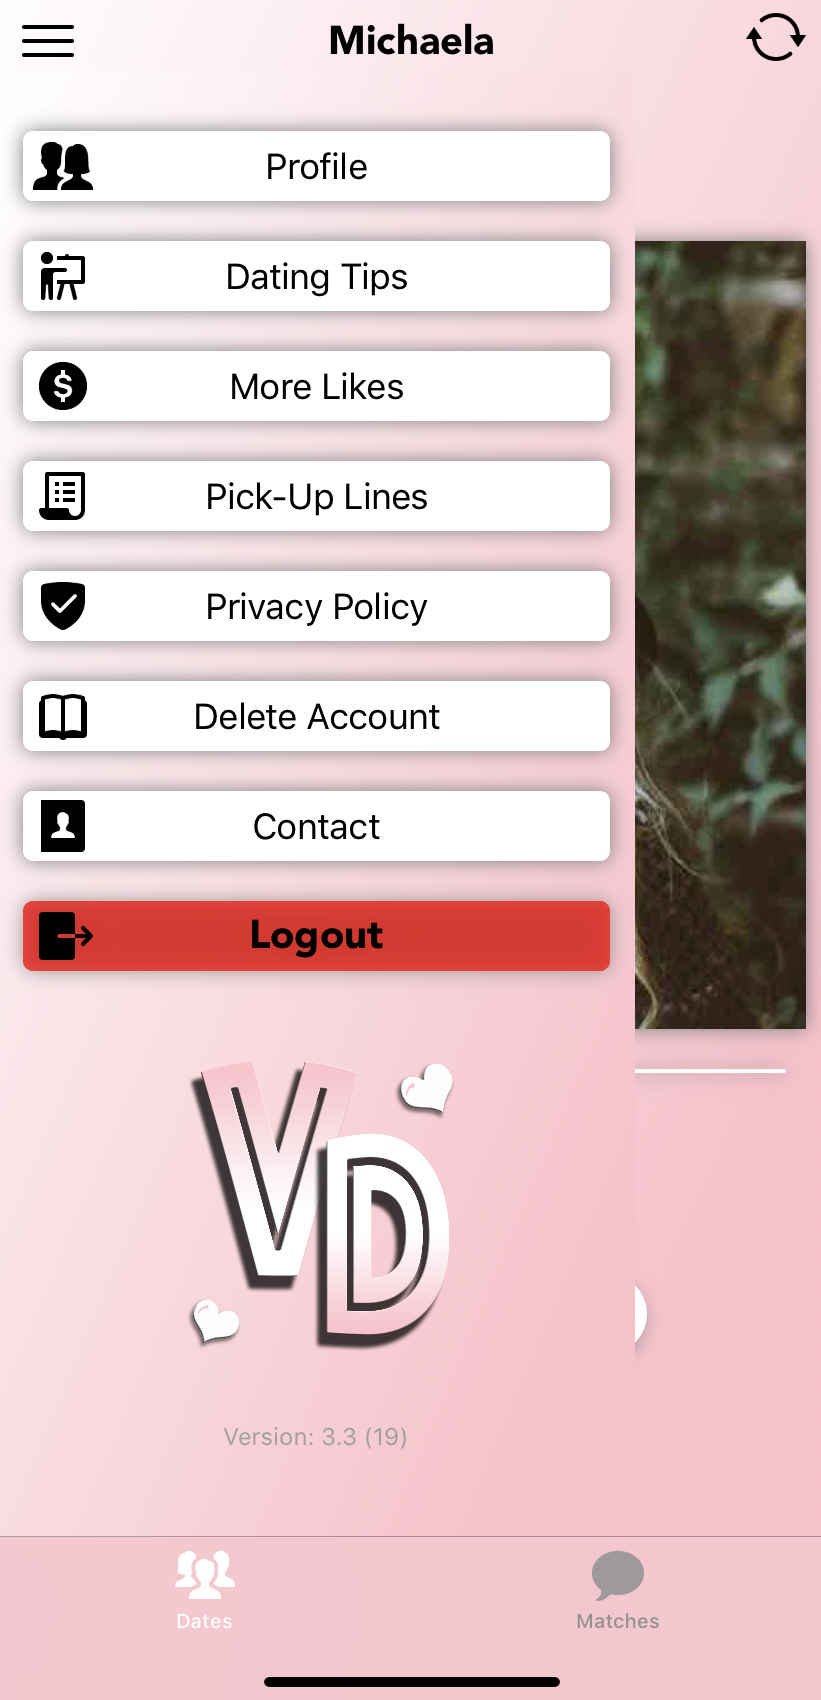 Michaela
Profile
Dating Tips
More Likes
Pick-Up Lines
Privacy Policy
Delete Account
Contact
Logout
VD
Version: 3.3 (19)
Dates
Matches